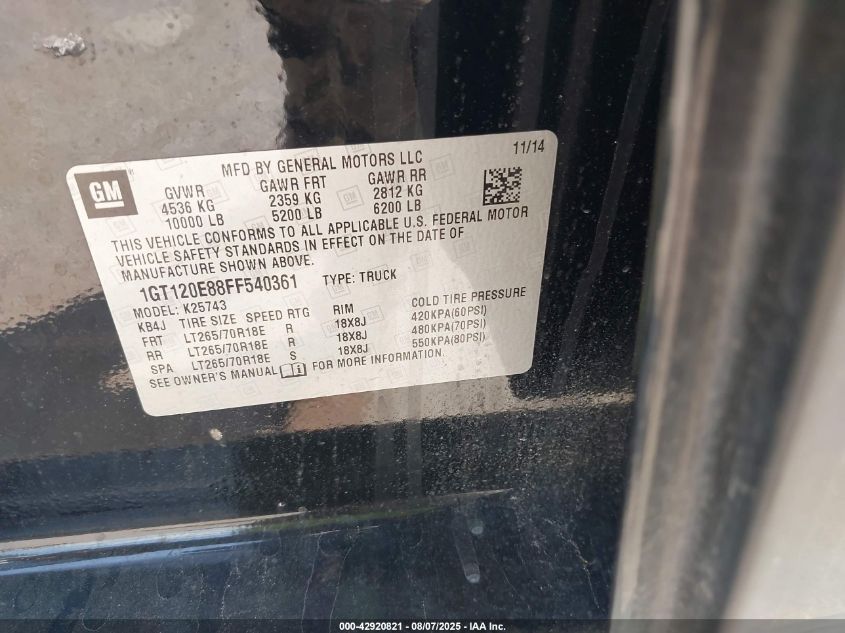 MFD BY GENERAL MOTORS LLC 11/14
GM
GVWR GAWR FRT GAWR RR
4536 KG 2359 KG 2812 KG
10000 LB 5200 LB 6200 LB
THIS VEHICLE CONFORMS TO ALL APPLICABLE U.S. FEDERAL MOTOR
VEHICLE SAFETY STANDARDS IN EFFECT ON THE DATE OF
MANUFACTURE SHOWN ABOVE.
1GT120E88FF540361 TYPE: TRUCK
MODEL: K25743
KB4J TIRE SIZE SPEED RTG RIM COLD TIRE PRESSURE
FRT LT265/70R18E R 18X8J 420KPA(60PSI)
RR LT265/70R18E R 18X8J 480KPA(70PSI)
SPA LT265/70R18E S 18X8J 550KPA(80PSI)
SEE OWNER'S MANUAL FOR MORE INFORMATION.
000-42920821 - 08/07/2025 - IAA Inc.